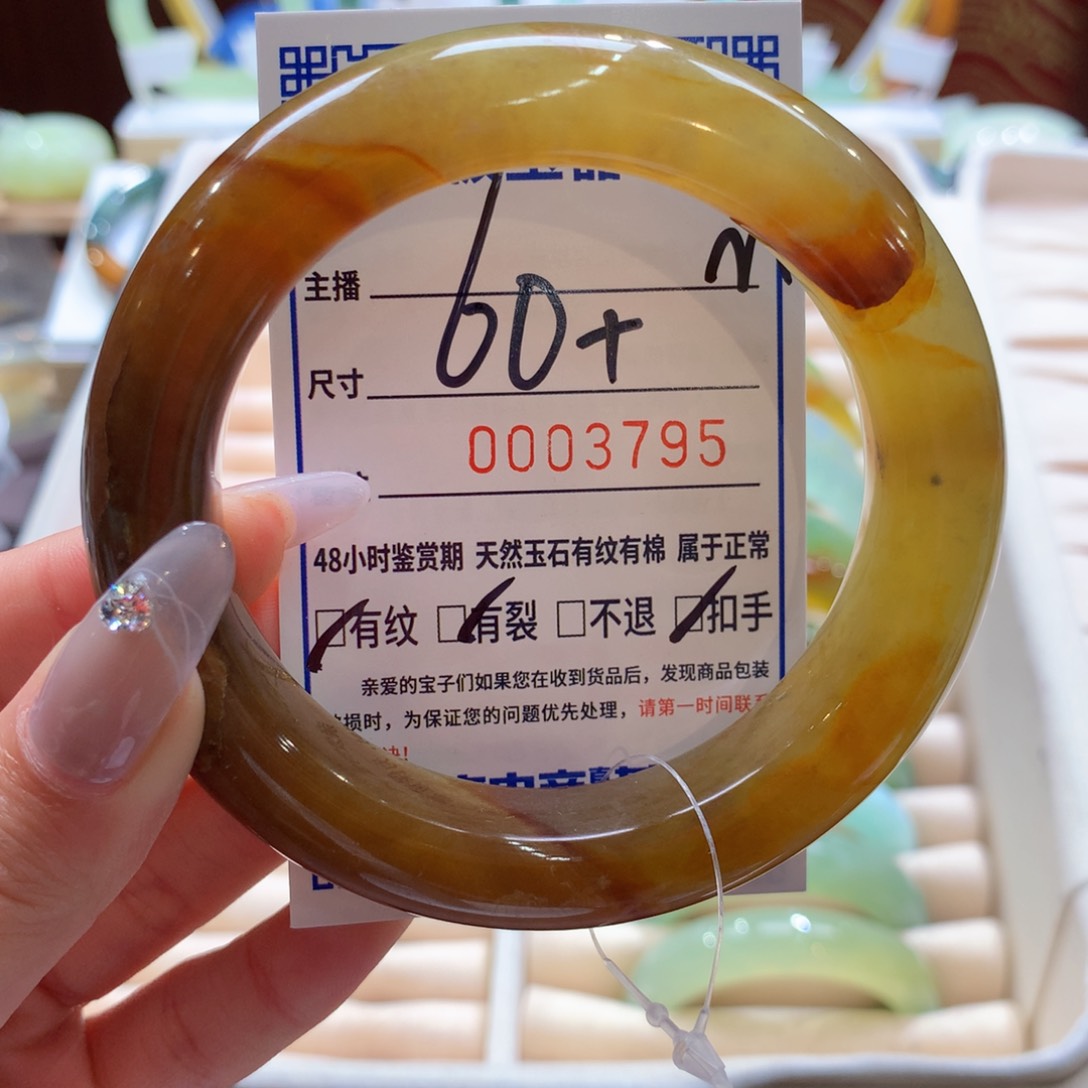 主播
尺寸 60+
0003795
48小时鉴赏期 天然玉石有纹有棉 属于正常
☐有纹 ☐有裂 ☐不退 ☐扣手
亲爱的宝子们如果您在收到货品后，发现商品包装
损时，为保证您的问题优先处理，请第一时间联系